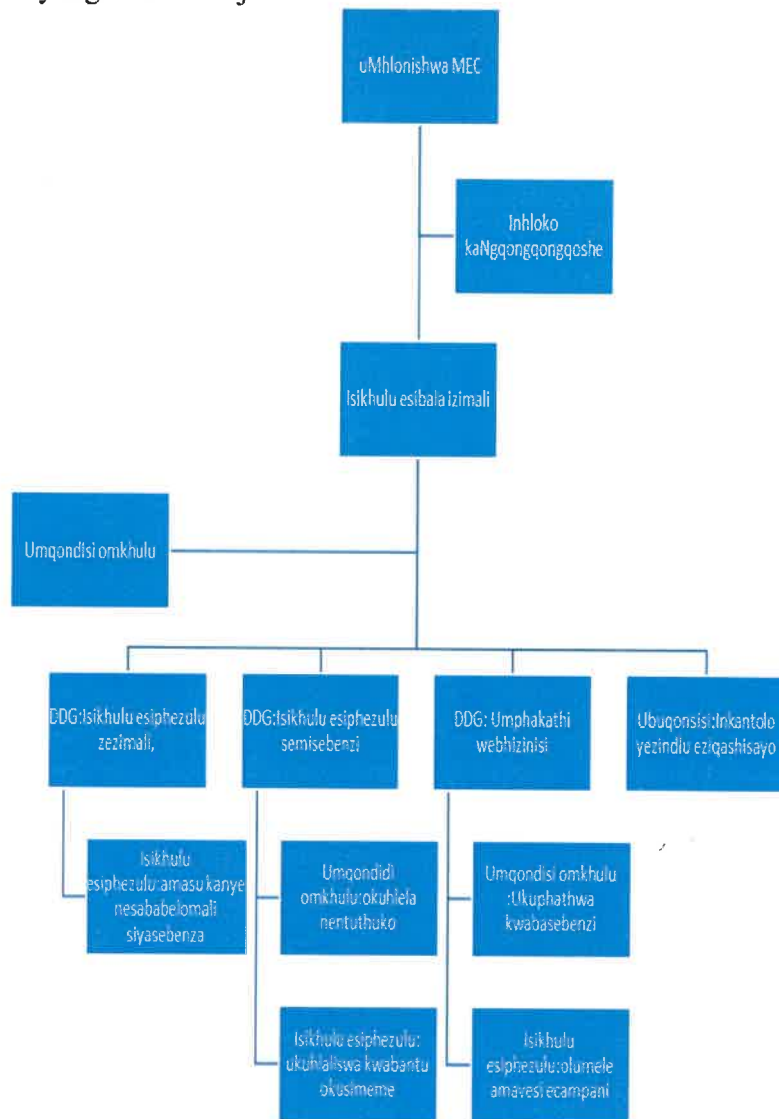 uMhlonishwa MEC
Inhloko
kaNgqongqongqoshe
Isikhulu esibala izimali
Umqondisi omkhulu
DDG:Isikhulu esiphezulu
zezimali,
DDG:Isikhulu esiphezulu
semisebenzi
DDG: Umphakathi
webhizinisi
Ubuqonsisi:Inkantolo
yezindlu eziqashisayo
Isikhulu
esiphezulu:amasu kanye
nesababelomali
siyasebenza
Umqondidi
omkhulu:okuhlela
nentuthuko
Umqondisi omkhulu
:Ukuphathwa
kwabasebenzi
Isikhulu esiphezulu:
ukuhlaliswa kwabantu
okusimeme
Isikhulu
esiphezulu:olumele
amavesi ecampani